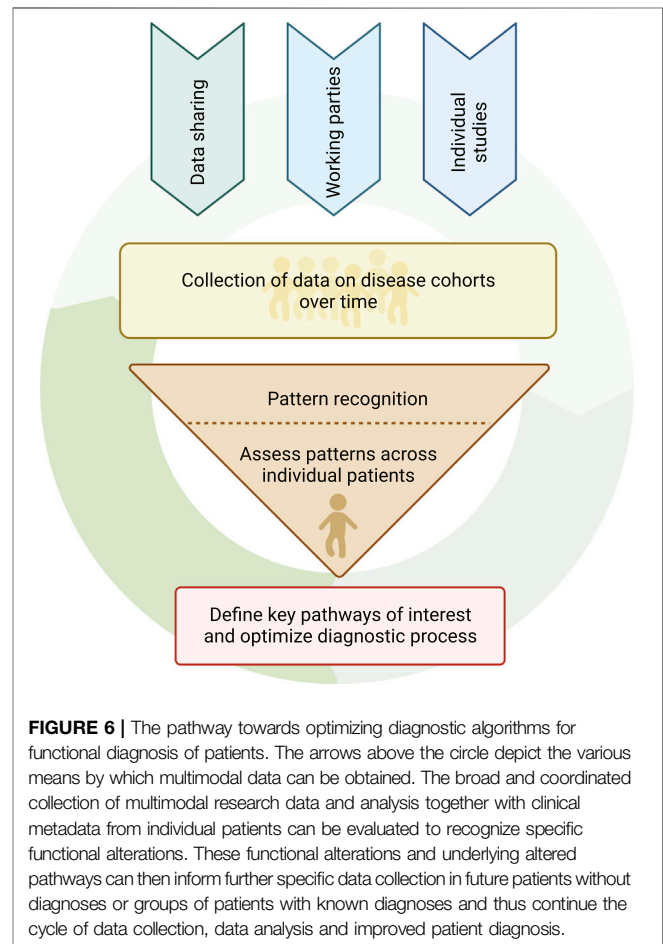 Data sharing
Working parties
Individual
studies
Collection of data on disease cohorts
over time
Pattern recognition
Assess patterns across
individual patients
Define key pathways of interest
and optimize diagnostic process
FIGURE 6 | The pathway towards optimizing diagnostic algorithms for
functional diagnosis of patients. The arrows above the circle depict the various
means by which multimodal data can be obtained. The broad and coordinated
collection of multimodal research data and analysis together with clinical
metadata from individual patients can be evaluated to recognize specific
functional alterations. These functional alterations and underlying altered
pathways can then inform further specific data collection in future patients without
diagnoses or groups of patients with known diagnoses and thus continue the
cycle of data collection, data analysis and improved patient diagnosis.